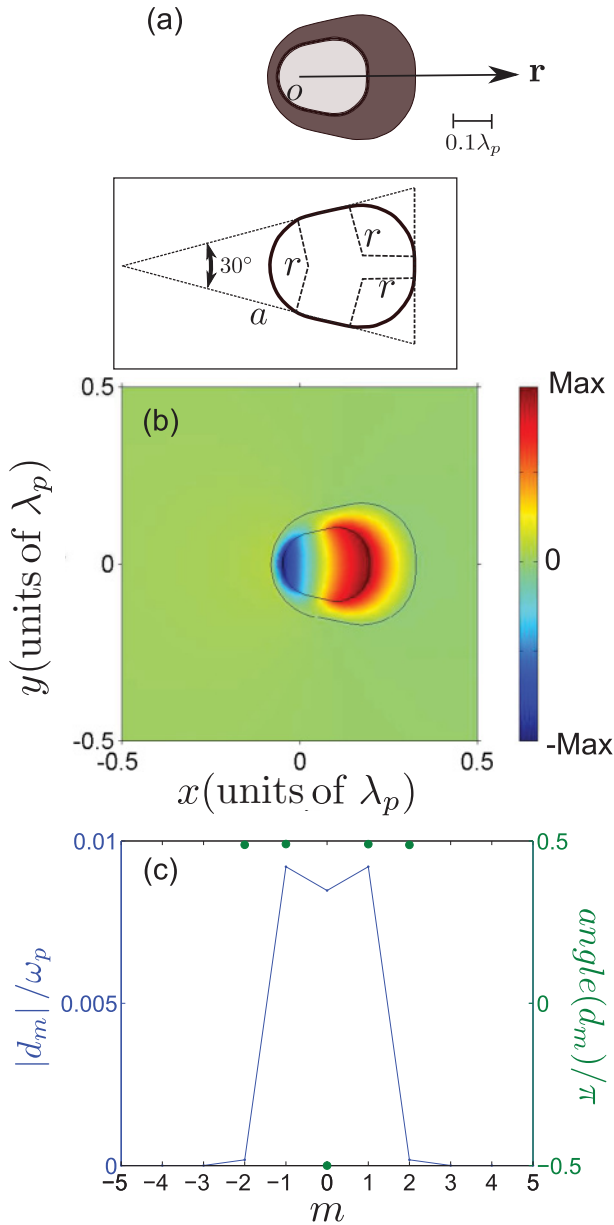 (a)
o
r
0.1λₚ
30°
r
r
r
a
(b)
0.5
0
-0.5
y(units of λₚ)
-0.5 0 0.5
x(units of λₚ)
Max
0
-Max
(c)
0.01
0.005
0
|dₘ|/ωₚ
0.5
0
-0.5
angle(dₘ)/π
-5 -4 -3 -2 -1 0 1 2 3 4 5
m